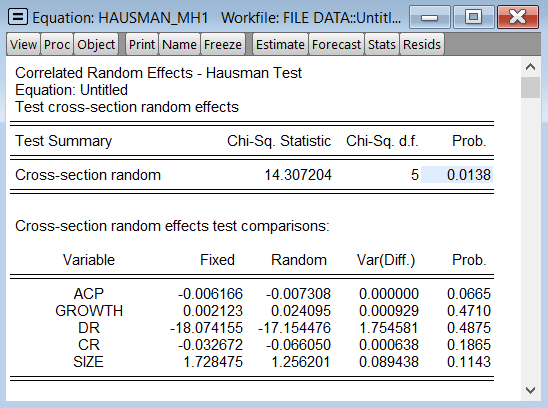 Equation: HAUSMAN_MH1 Workfile: FILE DATA::Untitl...
View Proc Object Print Name Freeze Estimate Forecast Stats Resids
Correlated Random Effects - Hausman Test
Equation: Untitled
Test cross-section random effects
Test Summary Chi-Sq. Statistic Chi-Sq. d.f. Prob.
Cross-section random 14.307204 5 0.0138
Cross-section random effects test comparisons:
Variable Fixed Random Var(Diff.) Prob.
ACP -0.006166 -0.007308 0.000000 0.0665
GROWTH 0.002123 0.024095 0.000929 0.4710
DR -18.074155 -17.154476 1.754581 0.4875
CR -0.032672 -0.066050 0.000638 0.1865
SIZE 1.728475 1.256201 0.089438 0.1143